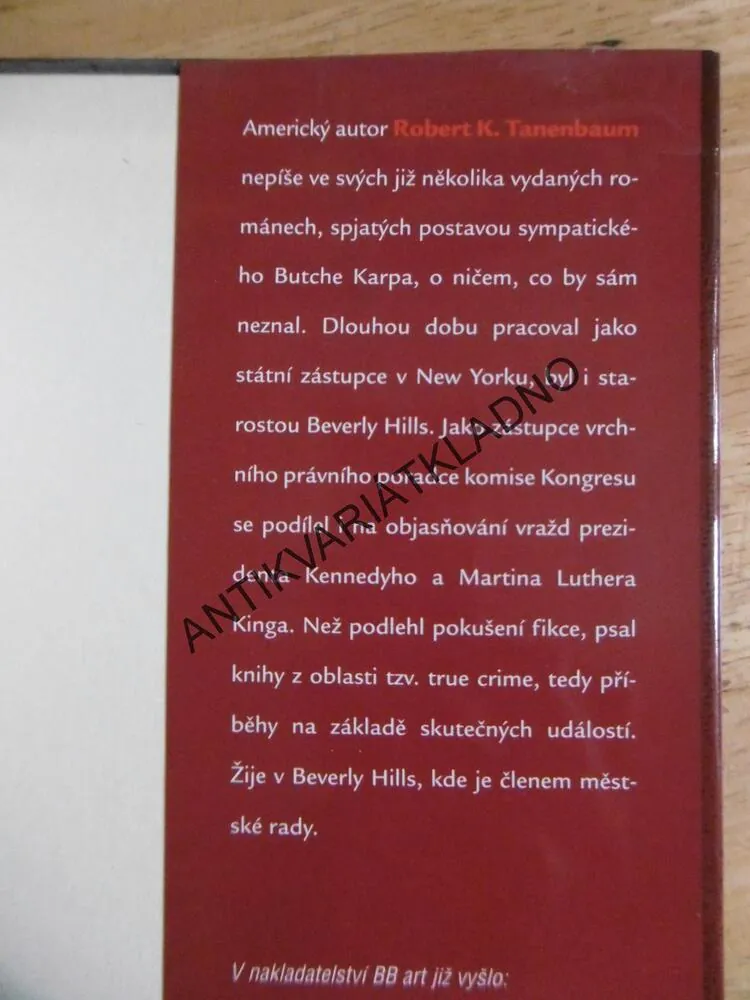 Americký autor Robert K. Tanenbaum
nepíše ve svých již několika vydaných ro-
mánech, spjatých postavou sympatické-
ho Butche Karpa, o ničem, co by sám
neznal. Dlouhou dobu pracoval jako
státní zástupce v New Yorku, byl i sta-
rostou Beverly Hills. Jako zástupce vrch-
ního právního poradce komise Kongresu
se podílel i na objasňování vražd prezi-
denta Kennedyho a Martina Luthera
Kinga. Než podlehl pokušení fikce, psal
knihy z oblasti tzv. true crime, tedy pří-
běhy na základě skutečných událostí.
Žije v Beverly Hills, kde je členem měst-
ské rady.
V nakladatelství BB art již vyšlo:
ANTIKVARIÁTKLADNO